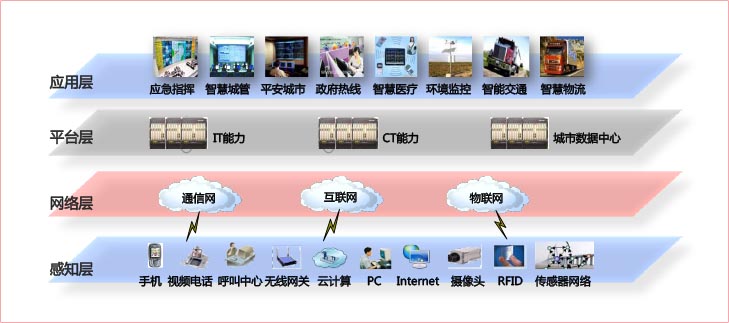 应用层
应急指挥 智慧城管 平安城市 政府热线 智慧医疗 环境监控 智能交通 智慧物流
平台层
IT能力 CT能力 城市数据中心
网络层
通信网 互联网 物联网
感知层
手机 视频电话 呼叫中心 无线网关 云计算 PC Internet 摄像头 RFID 传感器网络